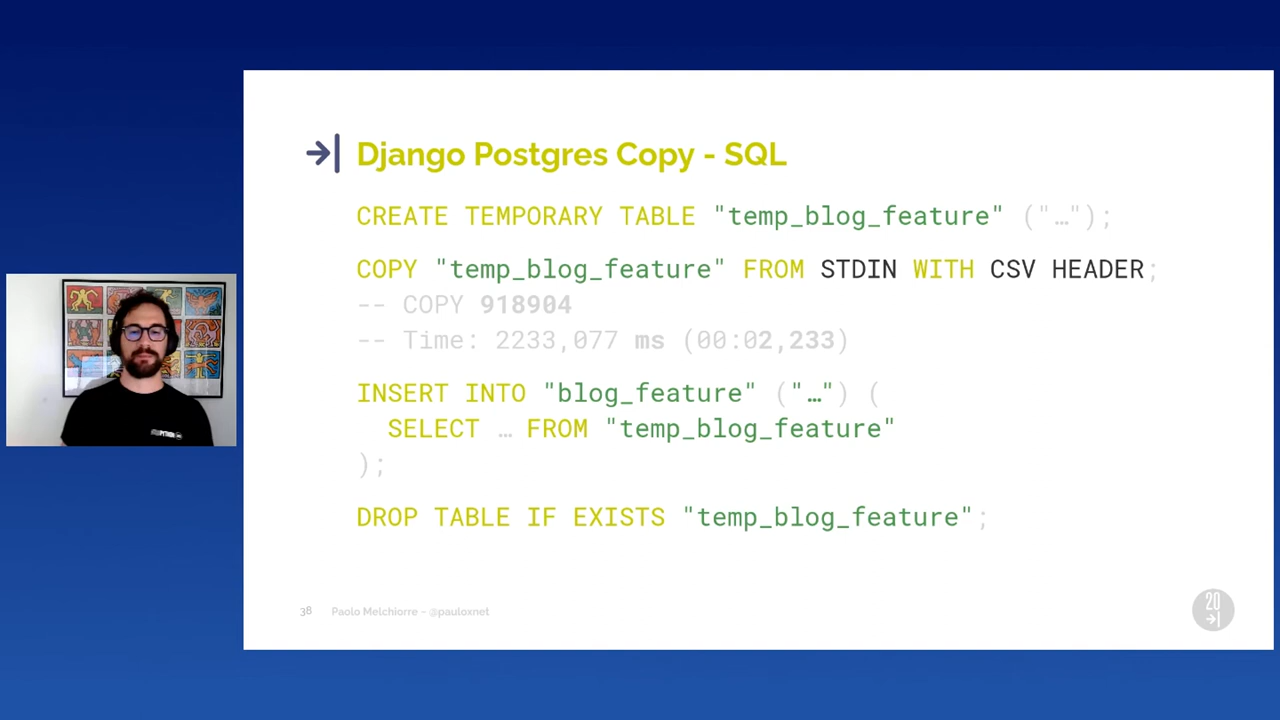 Django Postgres Copy - SQL
CREATE TEMPORARY TABLE "temp_blog_feature" ("…");
COPY "temp_blog_feature" FROM STDIN WITH CSV HEADER;
-- COPY 918904
-- Time: 2233,077 ms (00:02,233)
INSERT INTO "blog_feature" ("…") (
SELECT … FROM "temp_blog_feature"
);
DROP TABLE IF EXISTS "temp_blog_feature";
38 Paolo Melchiorre - @pauloxnet
20